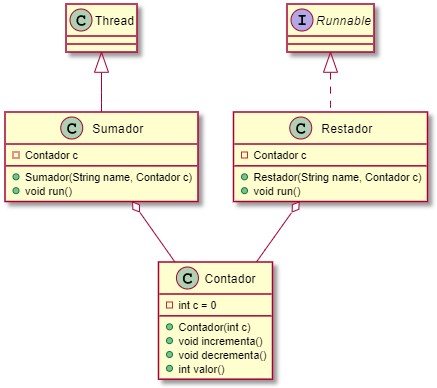 C Thread
I Runnable
C Sumador
Contador c
Sumador(String name, Contador c)
void run()
C Restador
Contador c
Restador(String name, Contador c)
void run()
C Contador
int c = 0
Contador(int c)
void incrementa()
void decrementa()
int valor()